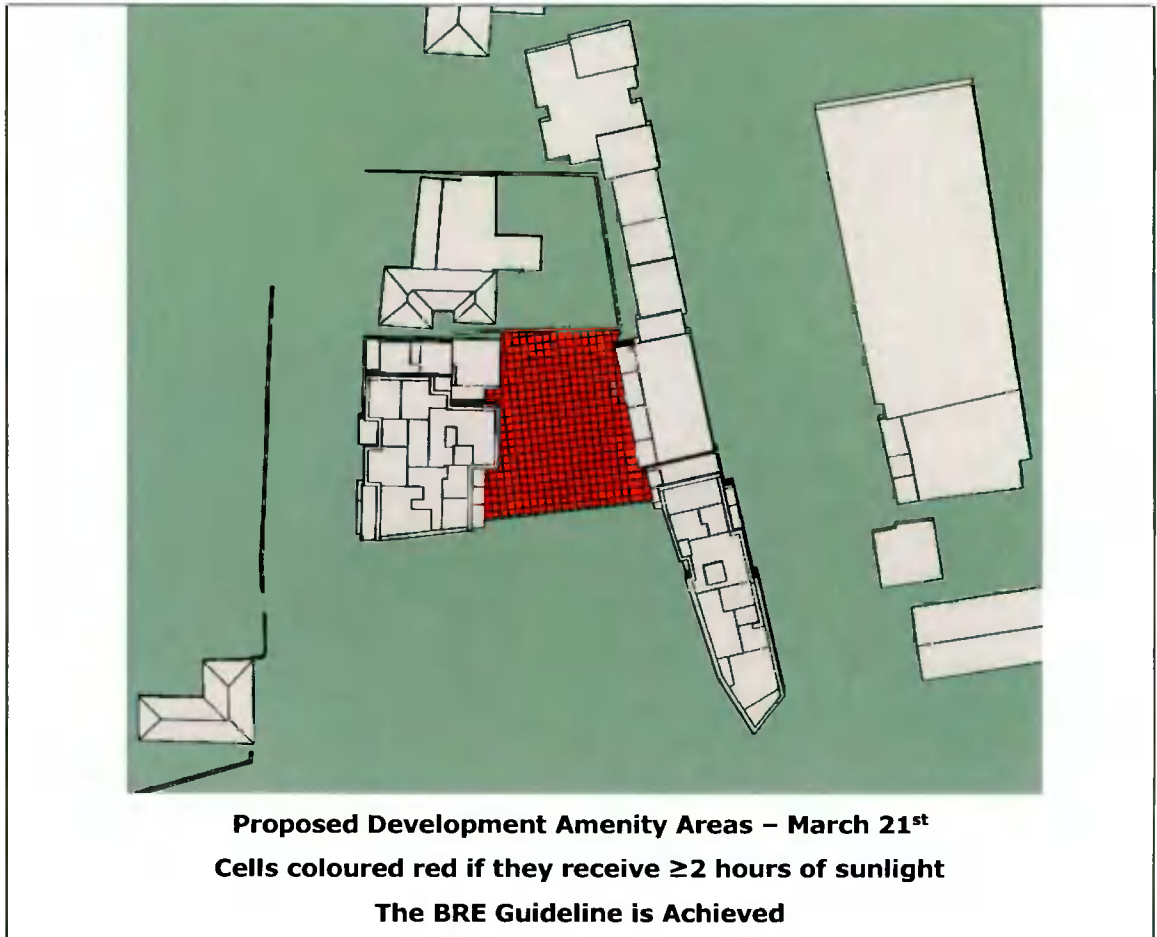 Proposed Development Amenity Areas – March 21st
Cells coloured red if they receive ≥2 hours of sunlight
The BRE Guideline is Achieved